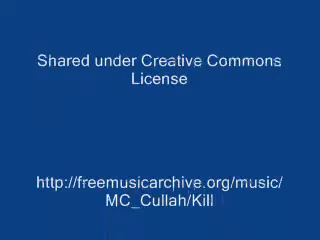 Shared under Creative Commons
License
http://freemusicarchive.org/music/
MC_Cullah/Kill